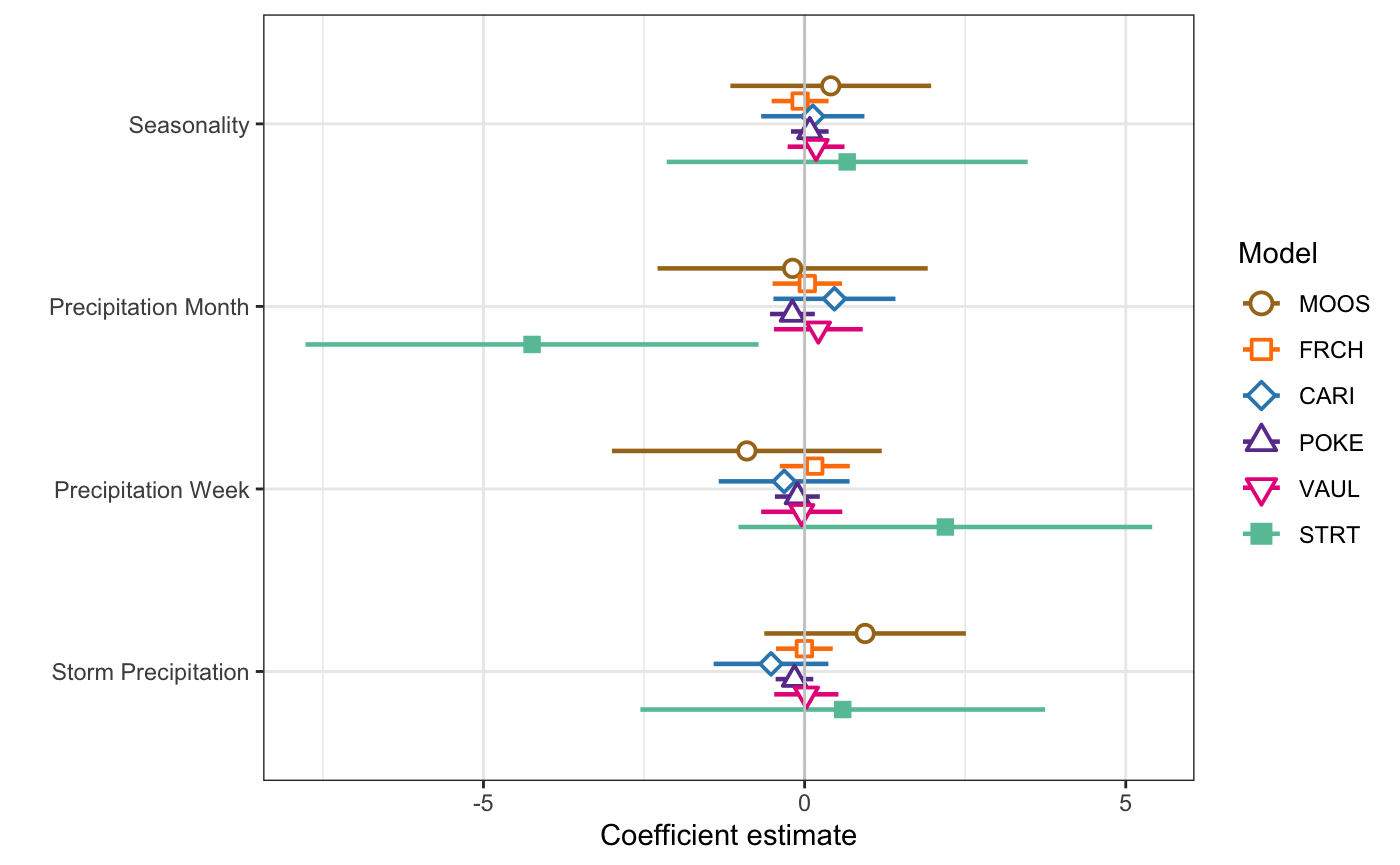 Seasonality
Precipitation Month
Precipitation Week
Storm Precipitation
-5 0 5
Coefficient estimate
Model
MOOS
FRCH
CARI
POKE
VAUL
STRT